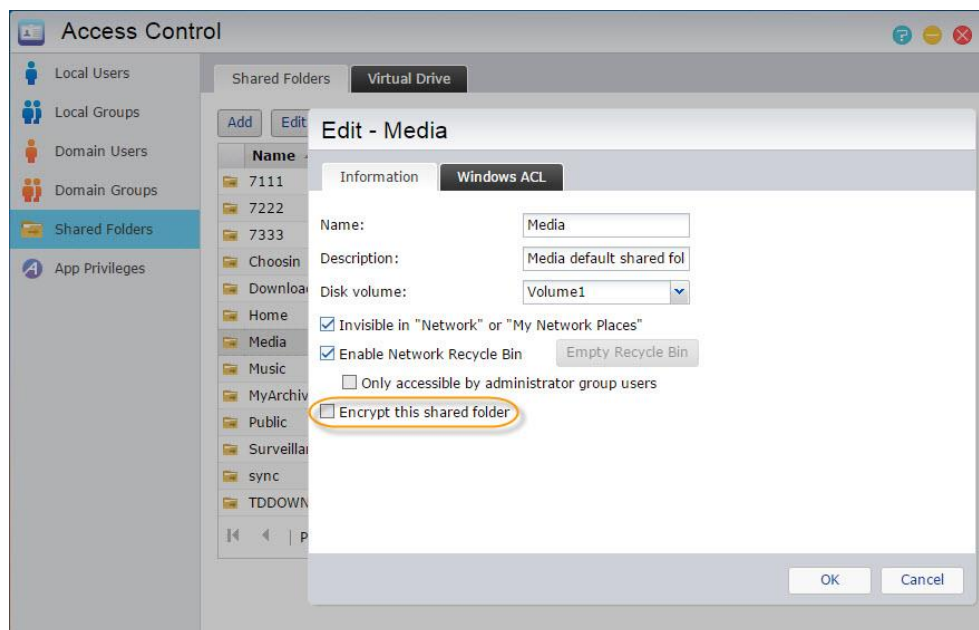 Access Control
Local Users
Local Groups
Domain Users
Domain Groups
Shared Folders
App Privileges
Shared Folders Virtual Drive
Add Edit
Name
7111
7222
7333
Choosin
Downloa
Home
Media
Music
MyArchiv
Public
Surveilla
sync
TDDOWN
P
Edit - Media
Information Windows ACL
Name: Media
Description: Media default shared fol
Disk volume: Volume1
Invisible in "Network" or "My Network Places"
Enable Network Recycle Bin Empty Recycle Bin
Only accessible by administrator group users
Encrypt this shared folder
OK Cancel